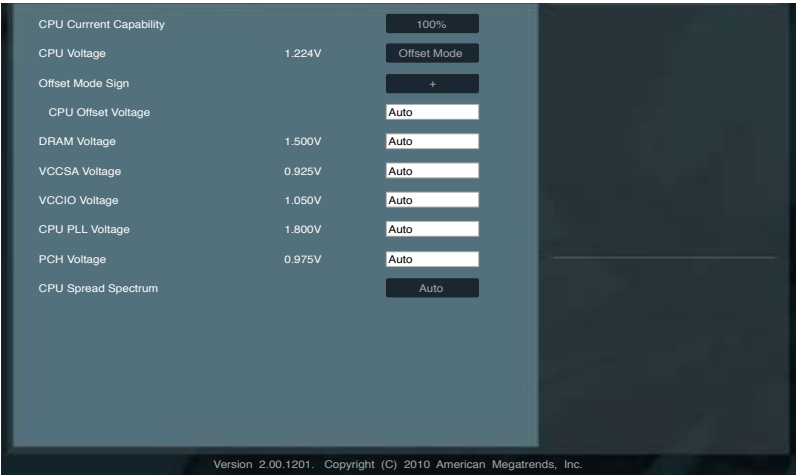 CPU Currrent Capability 100%
CPU Voltage 1.224V Offset Mode
Offset Mode Sign +
CPU Offset Voltage Auto
DRAM Voltage 1.500V Auto
VCCSA Voltage 0.925V Auto
VCCIO Voltage 1.050V Auto
CPU PLL Voltage 1.800V Auto
PCH Voltage 0.975V Auto
CPU Spread Spectrum Auto
Version 2.00.1201. Copyright (C) 2010 American Megatrends, Inc.